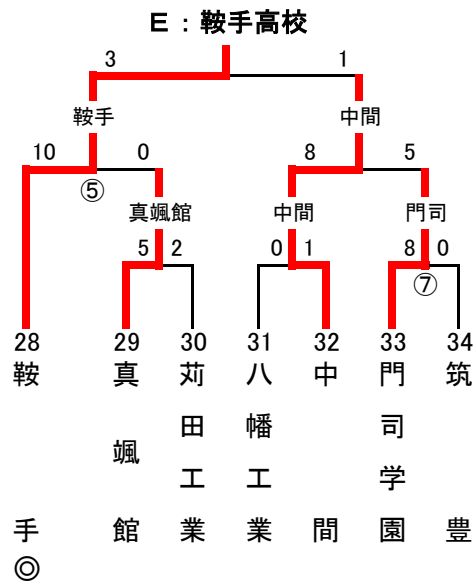 E：鞍手高校
3 1
鞍手 中間
10 0 8 5
⑤
真颯館 中間 門司
5 2 0 1 8 0
⑦
28 29 30 31 32 33 34
鞍手◎
真颯館
苅田工業
八幡工業
中間
門司学園
筑豊